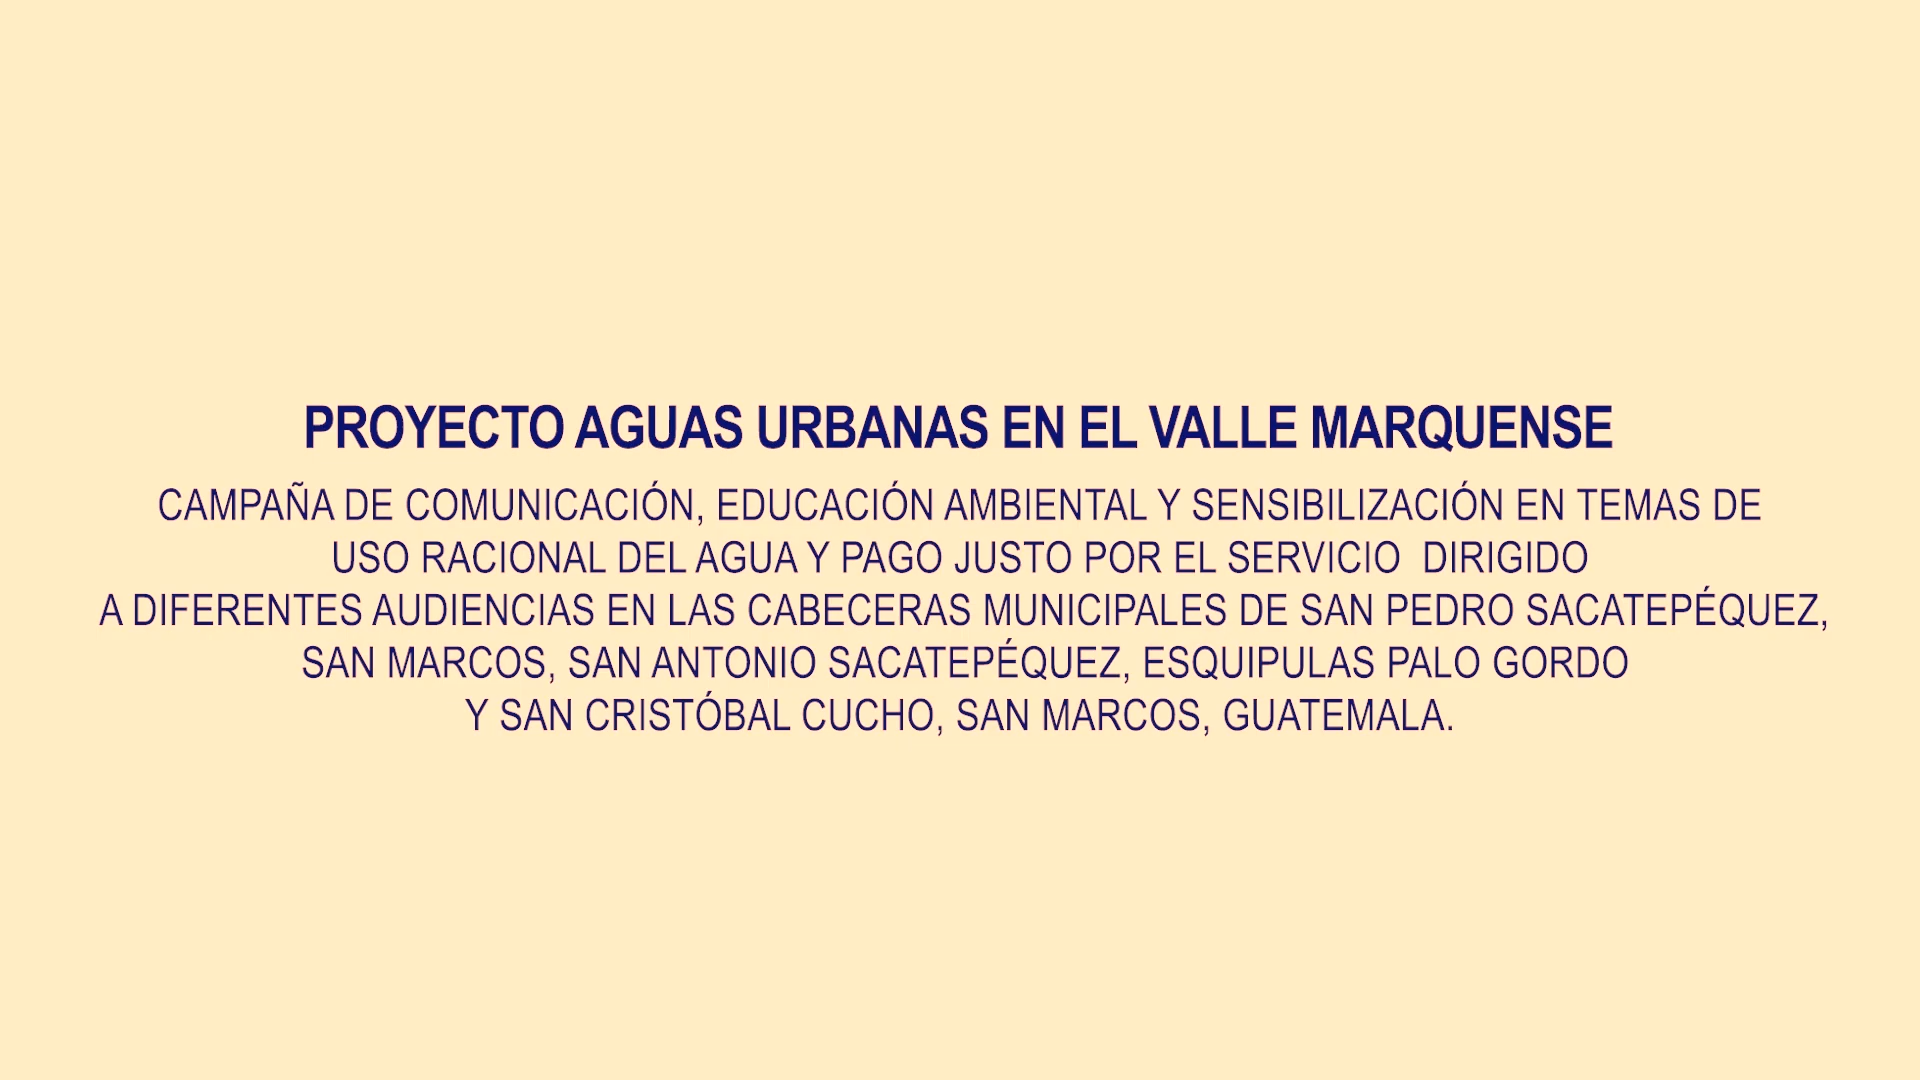 PROYECTO AGUAS URBANAS EN EL VALLE MARQUENSE
CAMPAÑA DE COMUNICACIÓN, EDUCACIÓN AMBIENTAL Y SENSIBILIZACIÓN EN TEMAS DE
USO RACIONAL DEL AGUA Y PAGO JUSTO POR EL SERVICIO  DIRIGIDO
A DIFERENTES AUDIENCIAS EN LAS CABECERAS MUNICIPALES DE SAN PEDRO SACATEPÉQUEZ,
SAN MARCOS, SAN ANTONIO SACATEPÉQUEZ, ESQUIPULAS PALO GORDO
Y SAN CRISTÓBAL CUCHO, SAN MARCOS, GUATEMALA.